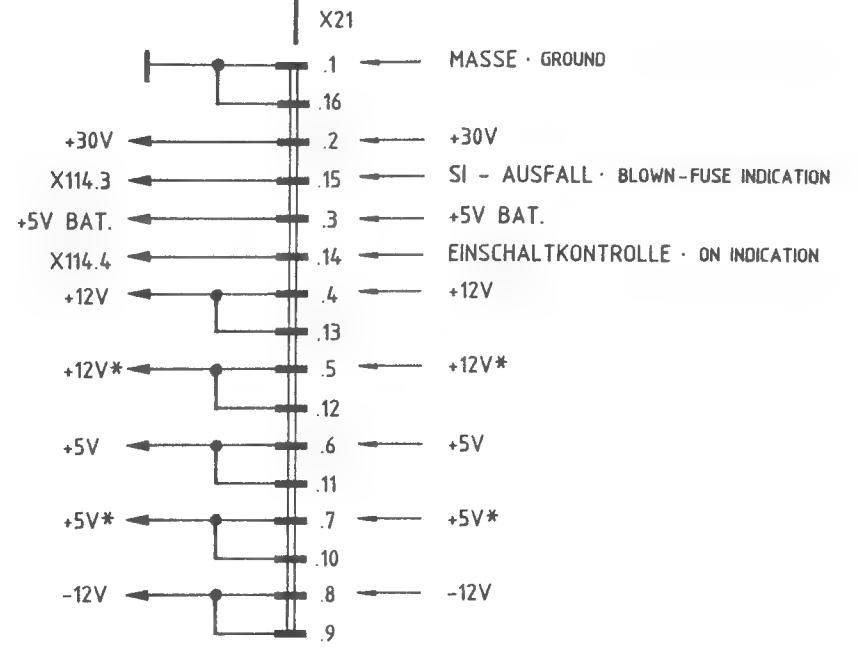 X21
.1 MASSE · GROUND
.16
+30V .2 +30V
X114.3 .15 SI - AUSFALL · BLOWN-FUSE INDICATION
+5V BAT. .3 +5V BAT.
X114.4 .14 EINSCHALTKONTROLLE · ON INDICATION
+12V .4 +12V
.13
+12V* .5 +12V*
.12
+5V .6 +5V
.11
+5V* .7 +5V*
.10
-12V .8 -12V
.9